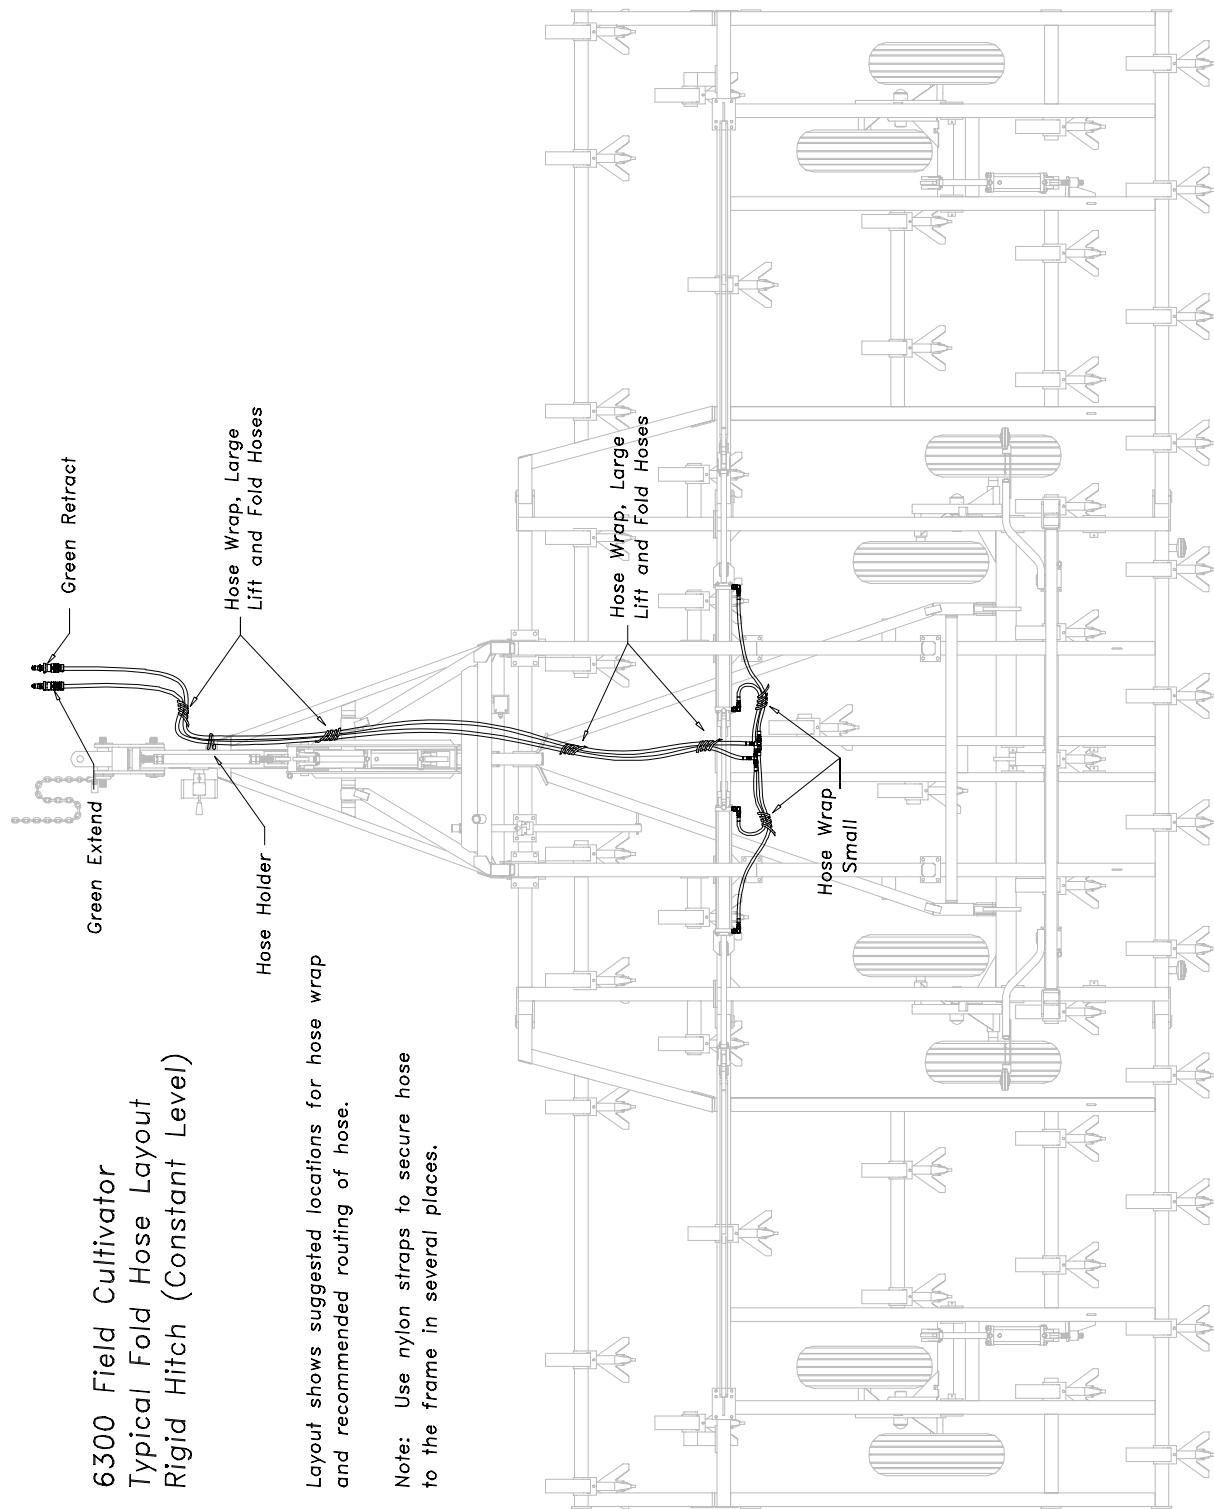 6300 Field Cultivator
Typical Fold Hose Layout
Rigid Hitch (Constant Level)
Layout shows suggested locations for hose wrap
and recommended routing of hose.
Note: Use nylon straps to secure hose
to the frame in several places.
Green Extend
Green Retract
Hose Holder
Hose Wrap, Large
Lift and Fold Hoses
Hose Wrap, Large
Lift and Fold Hoses
Hose Wrap
Small